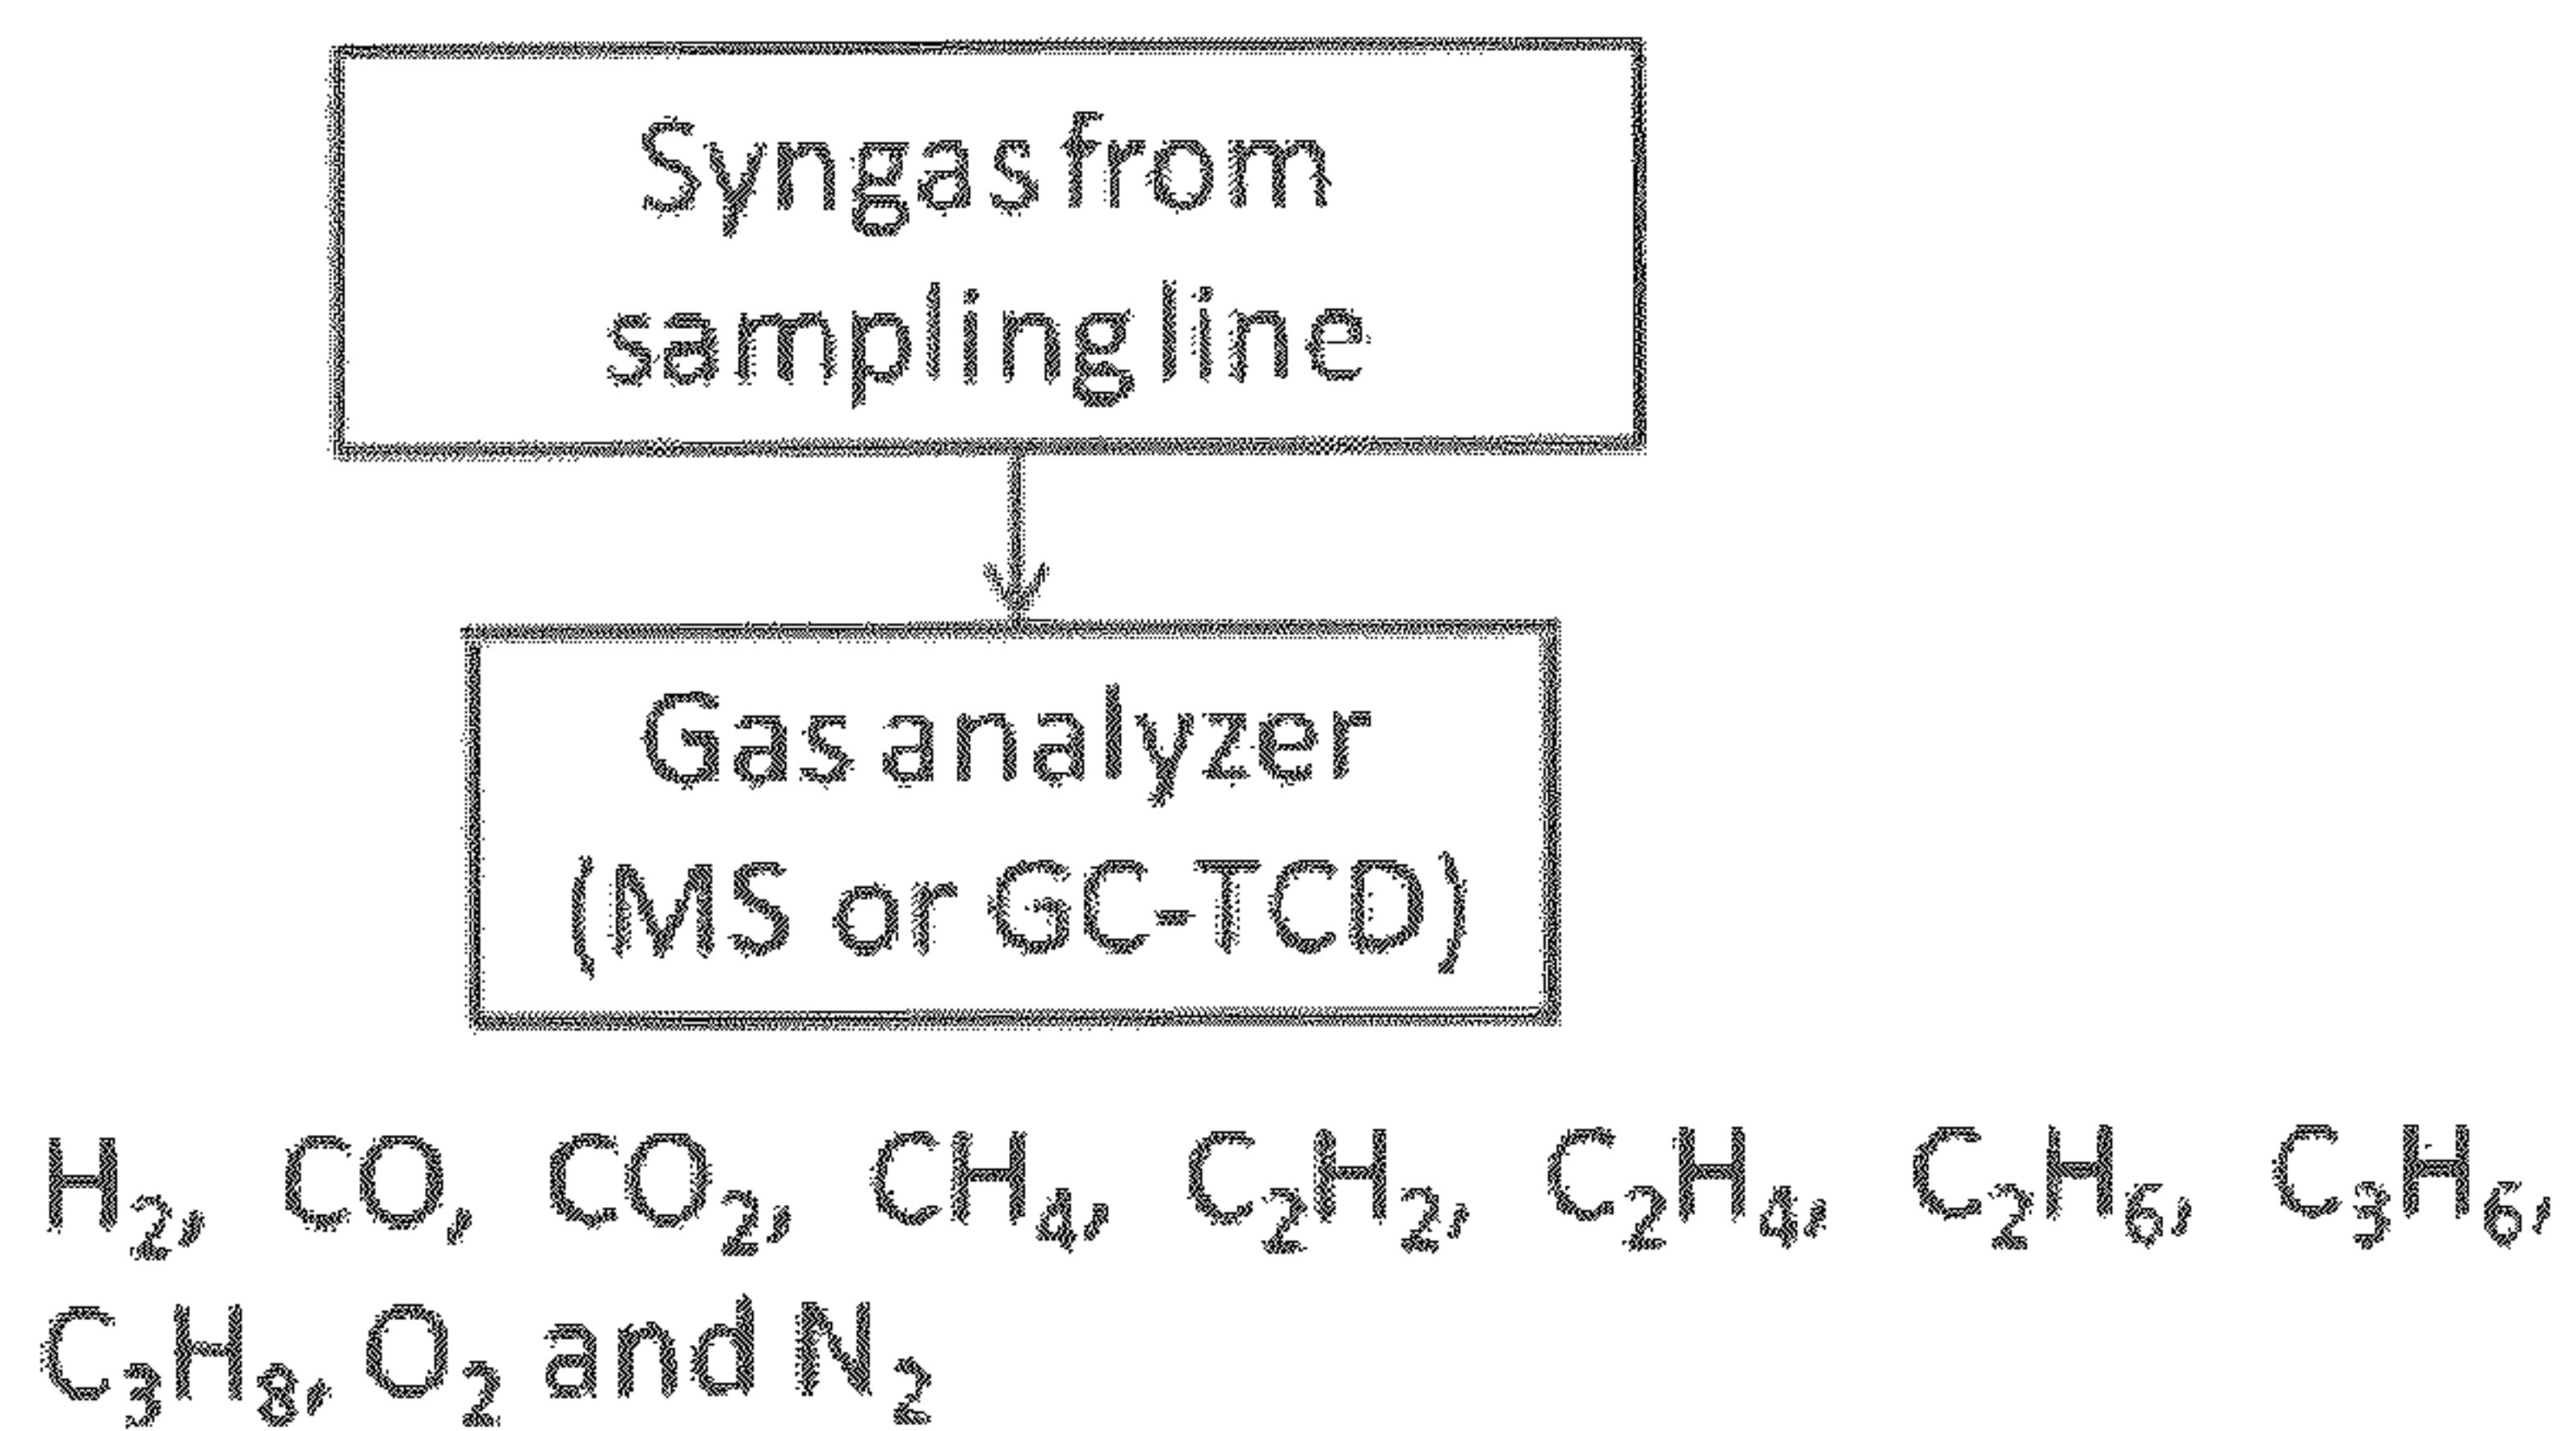 Syngas from
sampling line
Gas analyzer
(MS or GC-TCD)
H₂, CO, CO₂, CH₄, C₂H₂, C₂H₄, C₂H₆, C₃H₆,
C₃H₈, O₂ and N₂